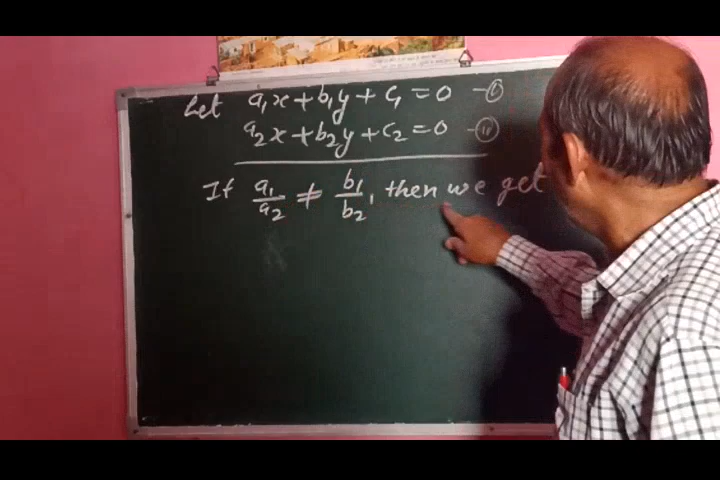 Let a₁x + b₁y + c₁ = 0 – (i)
a₂x + b₂y + c₂ = 0 – (ii)
If a₁/a₂ ≠ b₁/b₂, then we get